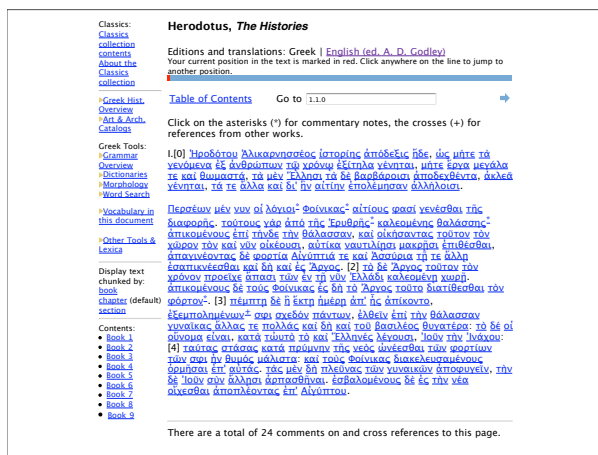 Classics:
Classics
collection
contents
About the
Classics
collection
Greek Hist.
Overview
Art & Arch.
Catalogs
Greek Tools:
Grammar
Overview
Dictionaries
Morphology
Word Search
Vocabulary in
this document
Other Tools &
Lexica
Display text
chunked by:
book
chapter (default)
section
Contents:
Book 1
Book 2
Book 3
Book 4
Book 5
Book 6
Book 7
Book 8
Book 9
Herodotus, The Histories
Editions and translations: Greek | English (ed. A. D. Godley)
Your current position in the text is marked in red. Click anywhere on the line to jump to
another position.
Table of Contents Go to 1.1.0
Click on the asterisks (*) for commentary notes, the crosses (+) for
references from other works.
I.[0] Ἡροδότου Ἁλικαρνησσέος ἱστορίης ἀπόδεξις ἥδε, ὡς μήτε τὰ
γενόμενα ἐξ ἀνθρώπων τῷ χρόνῳ ἐξίτηλα γένηται, μήτε ἔργα μεγάλα
τε καὶ θωμαστά, τὰ μὲν Ἕλλησι τὰ δὲ βαρβάροισι ἀποδεχθέντα, ἀκλεᾶ
γένηται, τά τε ἄλλα καὶ δι' ἣν αἰτίην ἐπολέμησαν ἀλλήλοισι.
Περσέων μέν νυν οἱ λόγιοι* Φοίνικας* αἰτίους φασὶ γενέσθαι τῆς
διαφορῆς. τούτους γὰρ ἀπὸ τῆς Ἐρυθρῆς* καλεομένης θαλάσσης*
ἀπικομένους ἐπὶ τήνδε τὴν θάλασσαν, καὶ οἰκήσαντας τοῦτον τὸν
χῶρον τὸν καὶ νῦν οἰκέουσι, αὐτίκα ναυτιλίῃσι μακρῇσι ἐπιθέσθαι,
ἀπαγινέοντας δὲ φορτία Αἰγύπτιά τε καὶ Ἀσσύρια τῇ τε ἄλλῃ
ἐσαπικνέεσθαι καὶ δὴ καὶ ἐς Ἄργος. [2] τὸ δὲ Ἄργος τοῦτον τὸν
χρόνον προεῖχε ἅπασι τῶν ἐν τῇ νῦν Ἑλλάδι καλεομένῃ χωρῇ.
ἀπικομένους δὲ τοὺς Φοίνικας ἐς δὴ τὸ Ἄργος τοῦτο διατίθεσθαι τὸν
φόρτον*. [3] πέμπτῃ δὲ ἢ ἕκτῃ ἡμέρῃ ἀπ' ἧς ἀπίκοντο,
ἐξεμπολημένων+ σφι σχεδὸν πάντων, ἐλθεῖν ἐπὶ τὴν θάλασσαν
γυναῖκας ἄλλας τε πολλὰς καὶ δὴ καὶ τοῦ βασιλέος θυγατέρα: τὸ δέ οἱ
οὔνομα εἶναι, κατὰ τὠυτὸ τὸ καὶ Ἕλληνές λέγουσι, Ἰοῦν τὴν Ἰνάχου:
[4] ταύτας στάσας κατά πρύμνην τῆς νεὸς ὠνέεσθαι τῶν φορτίων
τῶν σφι ἦν θυμὸς μάλιστα: καὶ τοὺς Φοίνικας διακελευσαμένους
ὁρμῆσαι ἐπ' αὐτάς. τὰς μὲν δὴ πλεῦνας τῶν γυναικῶν ἀποφυγεῖν, τὴν
δὲ Ἰοῦν σὺν ἄλλῃσι ἁρπασθῆναι. ἐσβαλομένους δὲ ἐς τὴν νέα
οἴχεσθαι ἀποπλέοντας ἐπ' Αἰγύπτου.
There are a total of 24 comments on and cross references to this page.